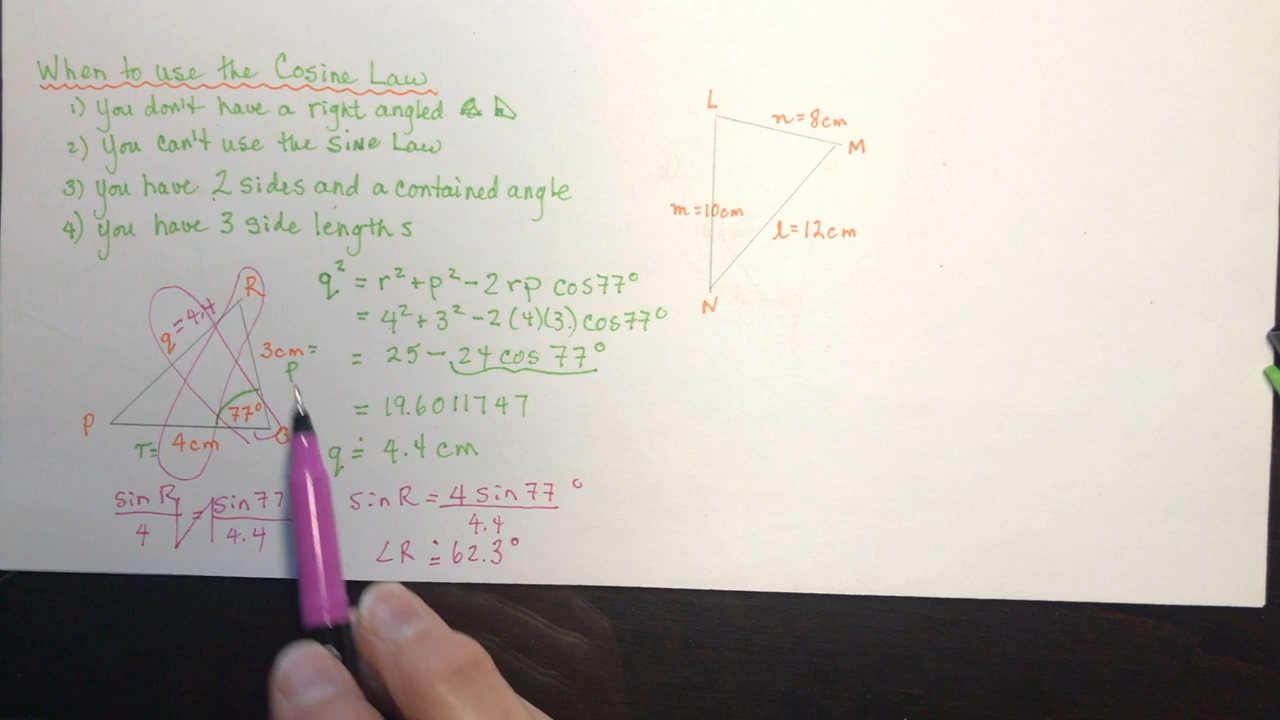 When to use the Cosine Law
1) You don't have a right angled
2) You can't use the Sine Law
3) you have 2 sides and a contained angle
4) you have 3 side lengths
R
q = 4.4
3cm =
P
77°
P
r= 4cm
Q
q² = r² + p² - 2rp cos77°
= 4² + 3² - 2(4)(3) cos77°
= 25 - 24 cos 77°
= 19.6011747
q ≐ 4.4 cm
sin R / 4 = sin 77 / 4.4
sin R = 4 sin 77° / 4.4
∠R ≐ 62.3°
L
n = 8cm
M
m = 10cm
l = 12cm
N